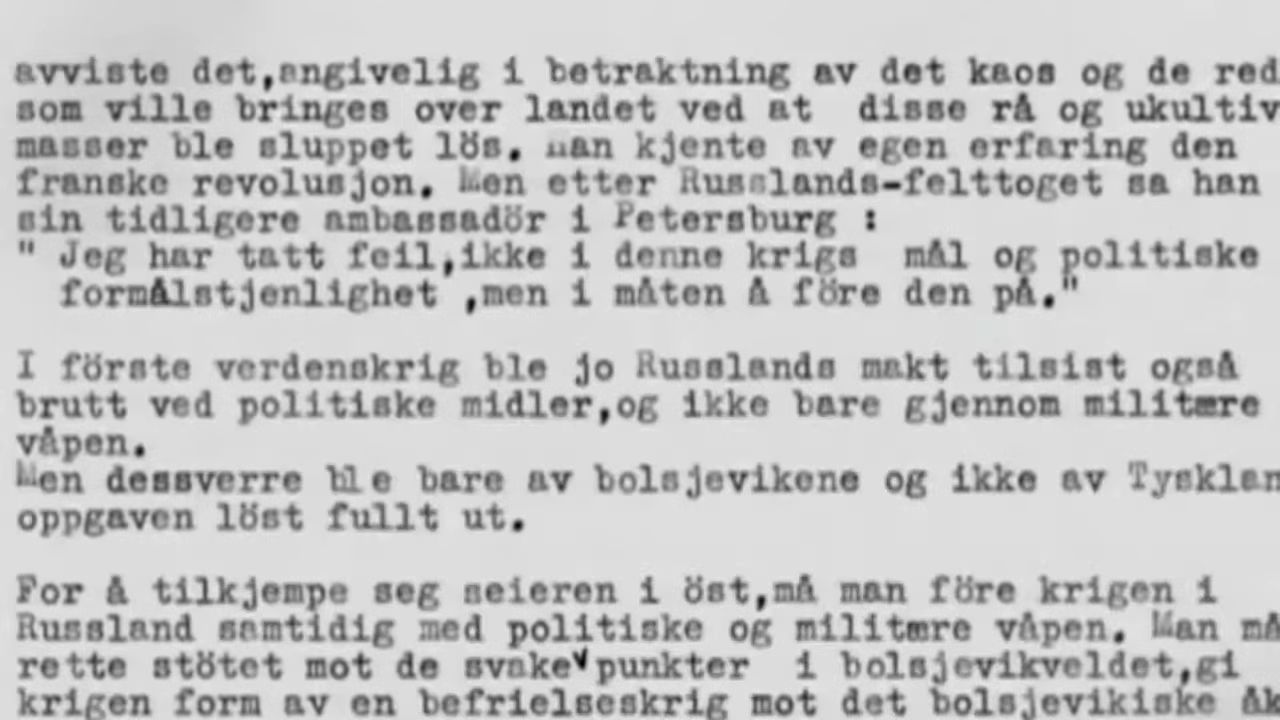 avviste det,angivelig i betraktning av det kaos og de red
som ville bringes over landet ved at disse rå og ukultiv
masser ble sluppet lös. Han kjente av egen erfaring den
franske revolusjon. Men etter Russlands-felttoget sa han
sin tidligere ambassadör i Petersburg :
" Jeg har tatt feil,ikke i denne krigs mål og politiske
formålstjenlighet ,men i måten å före den på."
I förste verdenskrig ble jo Russlands makt tilsist også
brutt ved politiske midler,og ikke bare gjennom militære
våpen.
Men dessverre ble bare av bolsjevikene og ikke av Tysklan
oppgaven löst fullt ut.
For å tilkjempe seg seieren i öst,må man före krigen i
Russland samtidig med politiske og militære våpen. Man må
rette stötet mot de svake punkter i bolsjevikveldet,gi
krigen form av en befrielseskrig mot det bolsjevikiske åk